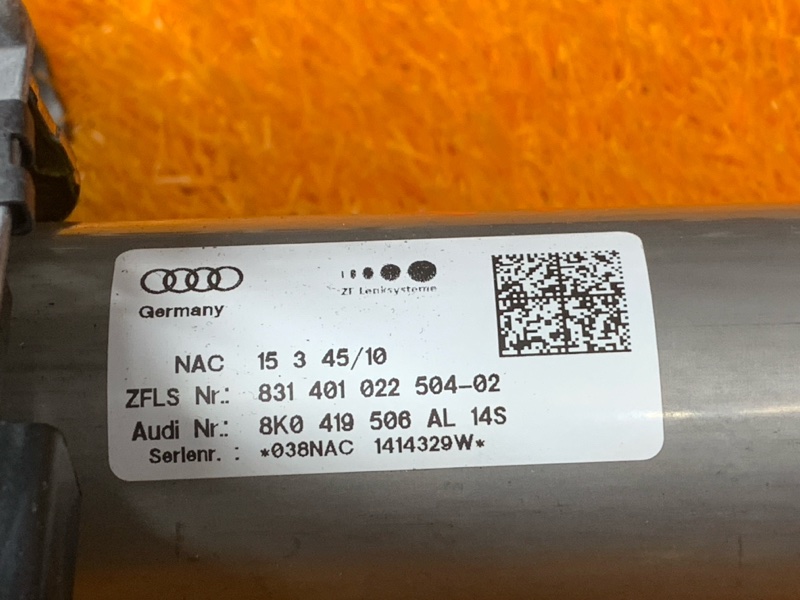 Germany
ZF Lenksysteme
NAC 15 3 45/10
ZFLS Nr.: 831 401 022 504-02
Audi Nr.: 8K0 419 506 AL 14S
Serienr. : *038NAC 1414329W*